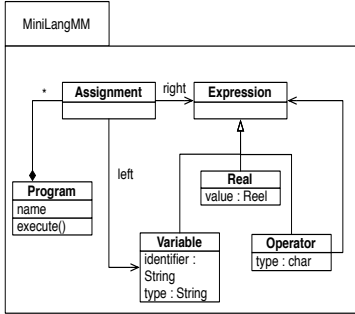 MiniLangMM
Assignment
right
Expression
*
left
Program
name
execute()
Real
value : Reel
Variable
identifier :
String
type : String
Operator
type : char